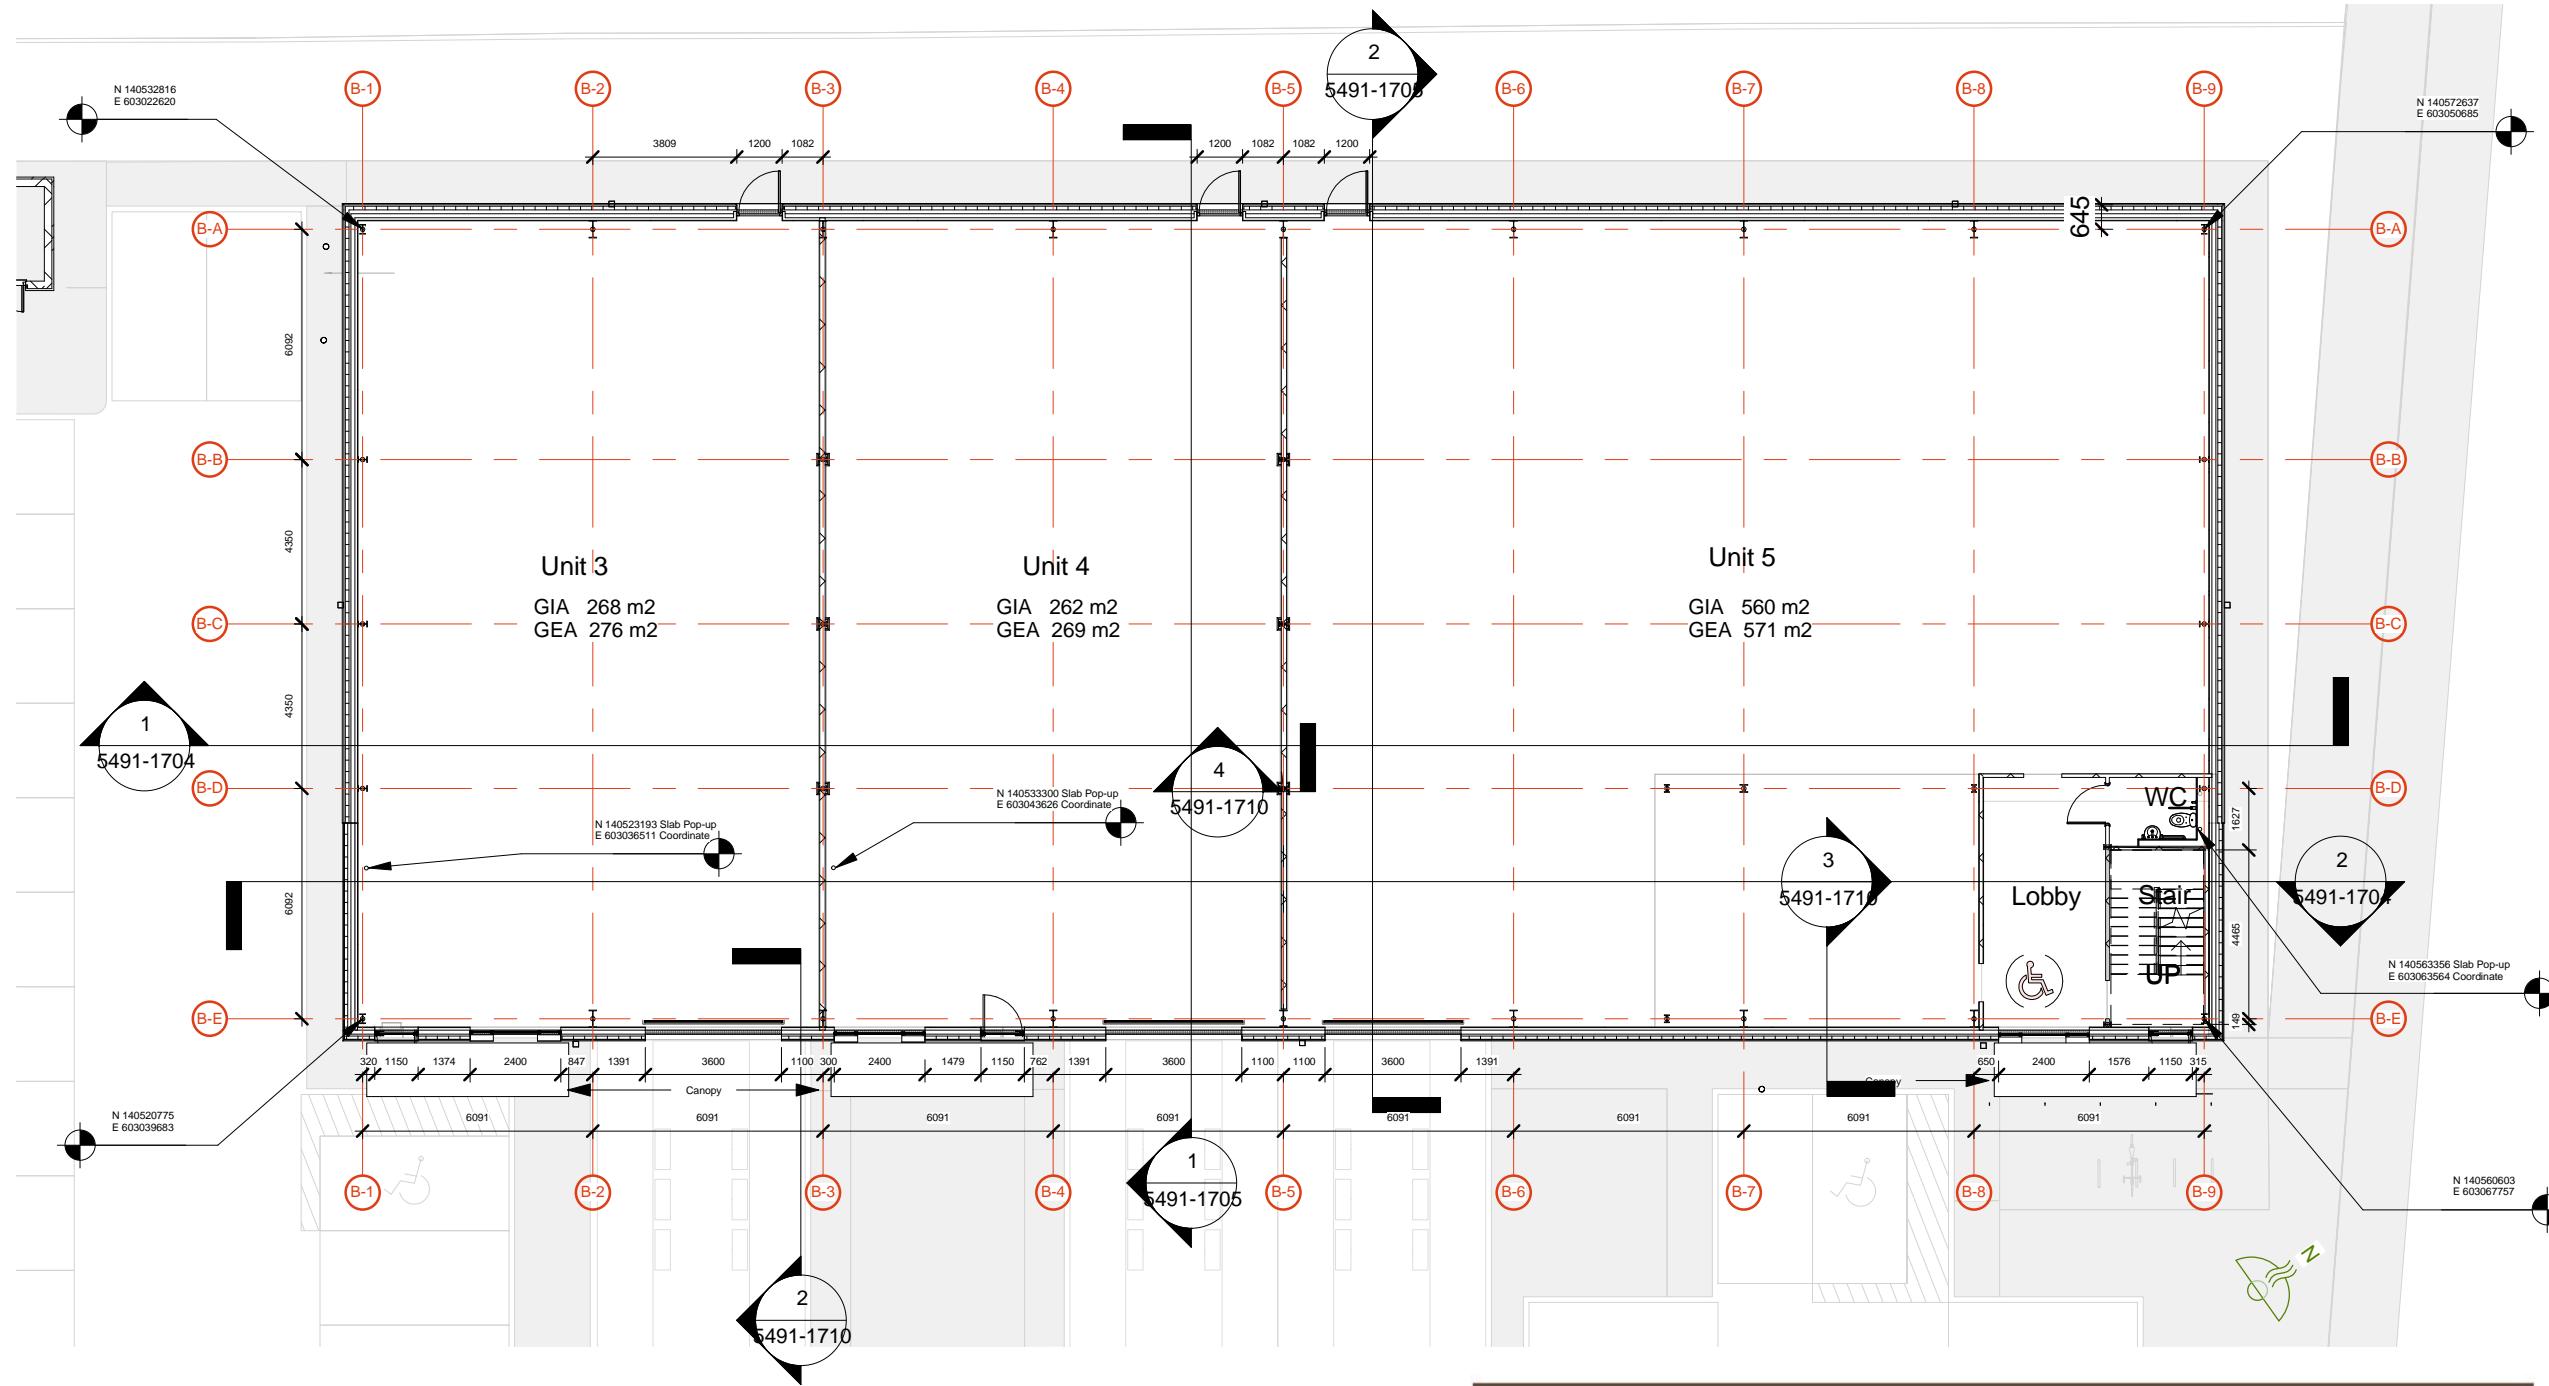 2
5491-1705
B-1
B-2
B-3
B-4
B-5
B-6
B-7
B-8
B-9
N 140532816
E 603022620
N 140572637
E 603050685
3809
1200
1082
1200
1082
1082
1200
645
B-A
B-A
6092
B-B
B-B
4350
Unit 3
GIA 268 m2
GEA 276 m2
Unit 4
GIA 262 m2
GEA 269 m2
Unit 5
GIA 560 m2
GEA 571 m2
B-C
B-C
4350
1
5491-1704
4
5491-1710
B-D
B-D
N 140533300 Slab Pop-up
E 603043626 Coordinate
N 140523193 Slab Pop-up
E 603036511 Coordinate
WC
1627
3
5491-1710
2
5491-1704
Lobby
Stair
UP
6092
4465
N 140563356 Slab Pop-up
E 603063564 Coordinate
B-E
B-E
149
320
1150
1374
2400
847
1391
3600
1100
300
2400
1479
1150
762
1391
3600
1100
1100
3600
1391
650
2400
1576
1150
315
Canopy
Canopy
N 140520775
E 603039683
6091
6091
6091
6091
6091
6091
6091
6091
1
5491-1705
N 140560603
E 603067757
B-1
B-2
B-3
B-4
B-5
B-6
B-7
B-8
B-9
N
2
5491-1710